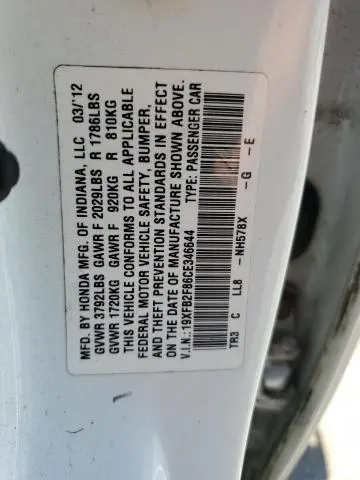 MFD. BY HONDA MFG. OF INDIANA, LLC 03/'12
GVWR 3792LBS GAWR F 2029LBS R 1786LBS
GVWR 1720KG GAWR F 920KG R 810KG
THIS VEHICLE CONFORMS TO ALL APPLICABLE
FEDERAL MOTOR VEHICLE SAFETY, BUMPER,
AND THEFT PREVENTION STANDARDS IN EFFECT
ON THE DATE OF MANUFACTURE SHOWN ABOVE.
V.I.N.:19XFB2F86CE346644 TYPE: PASSENGER CAR
TR3 C LL8 -NH578X -G -E